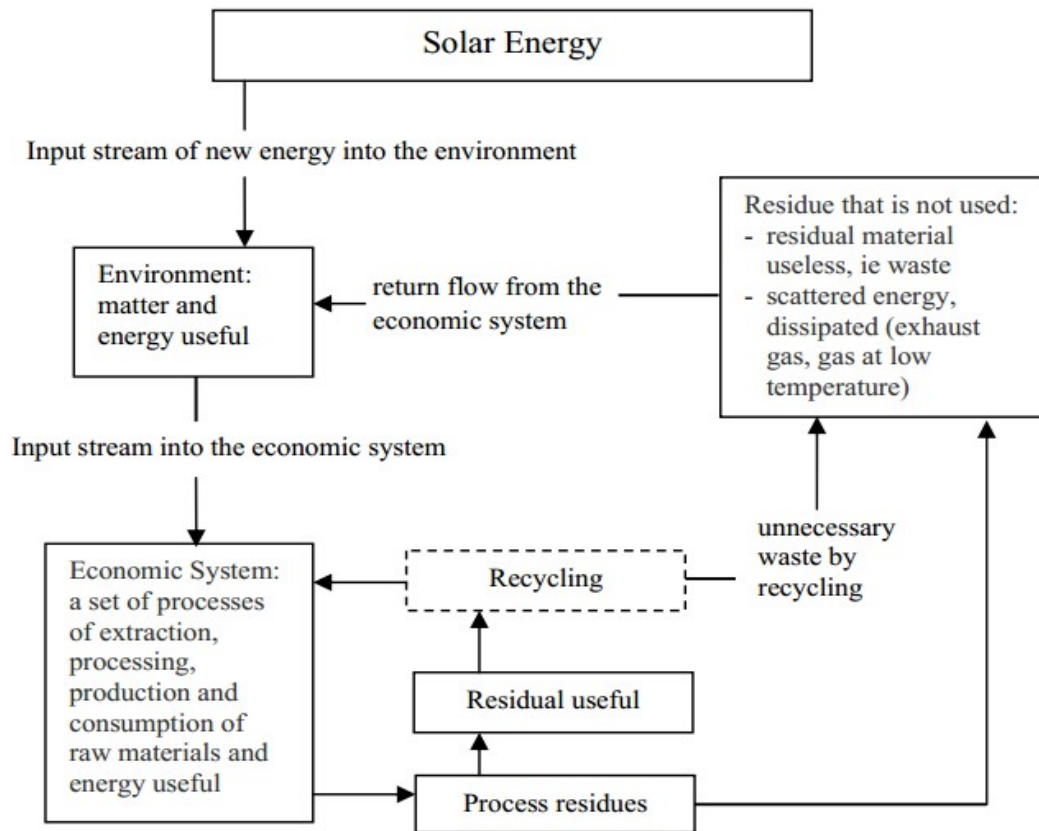 Solar Energy
Input stream of new energy into the environment
Environment:
matter and
energy useful
return flow from the
economic system
Residue that is not used:
- residual material
useless, ie waste
- scattered energy,
dissipated (exhaust
gas, gas at low
temperature)
Input stream into the economic system
Economic System:
a set of processes
of extraction,
processing,
production and
consumption of
raw materials and
energy useful
Recycling
unnecessary
waste by
recycling
Residual useful
Process residues